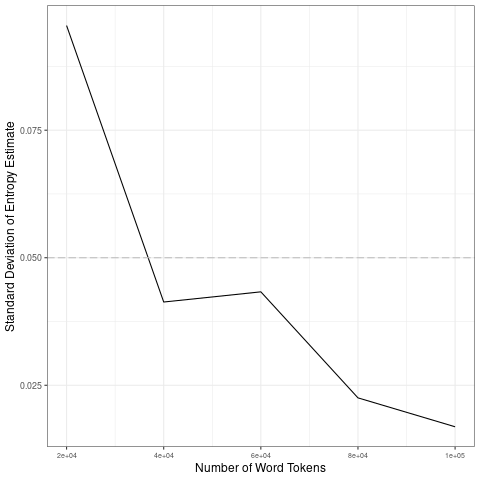 Standard Deviation of Entropy Estimate
0.075
0.050
0.025
2e+04 4e+04 6e+04 8e+04 1e+05
Number of Word Tokens